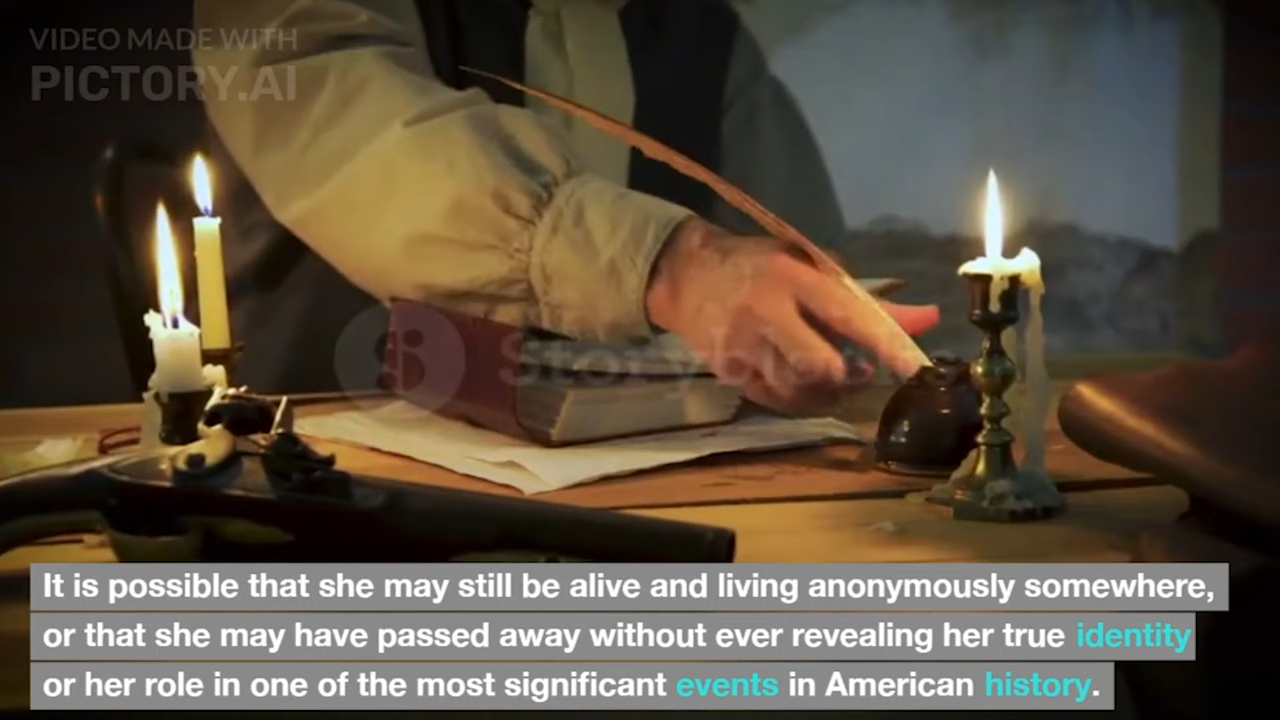 VIDEO MADE WITH
PICTORY.AI
Storyblocks
It is possible that she may still be alive and living anonymously somewhere,
or that she may have passed away without ever revealing her true identity
or her role in one of the most significant events in American history.